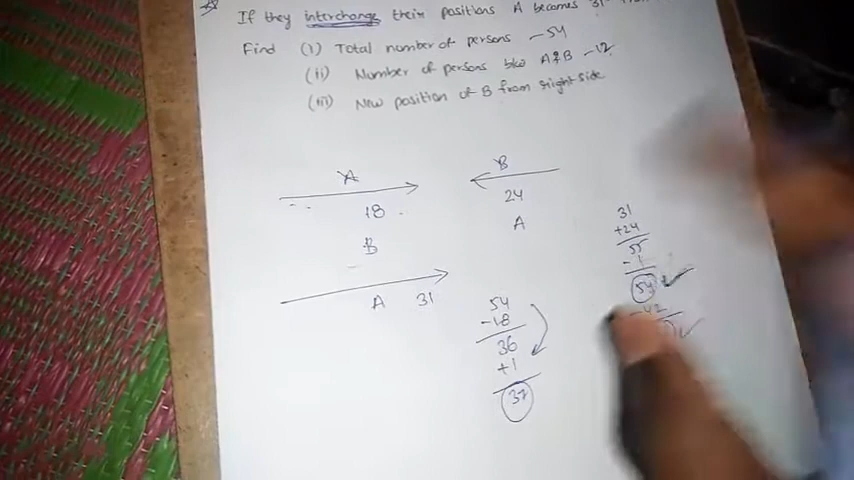 If they interchange their positions A becomes 31
Find (i) Total number of persons - 54
(ii) Number of persons b/w A & B - 12
(iii) New position of B from right side
A
B
18
24
B
A
A 31
54
-18
36
+1
37
31
+24
55
-1
54
-42